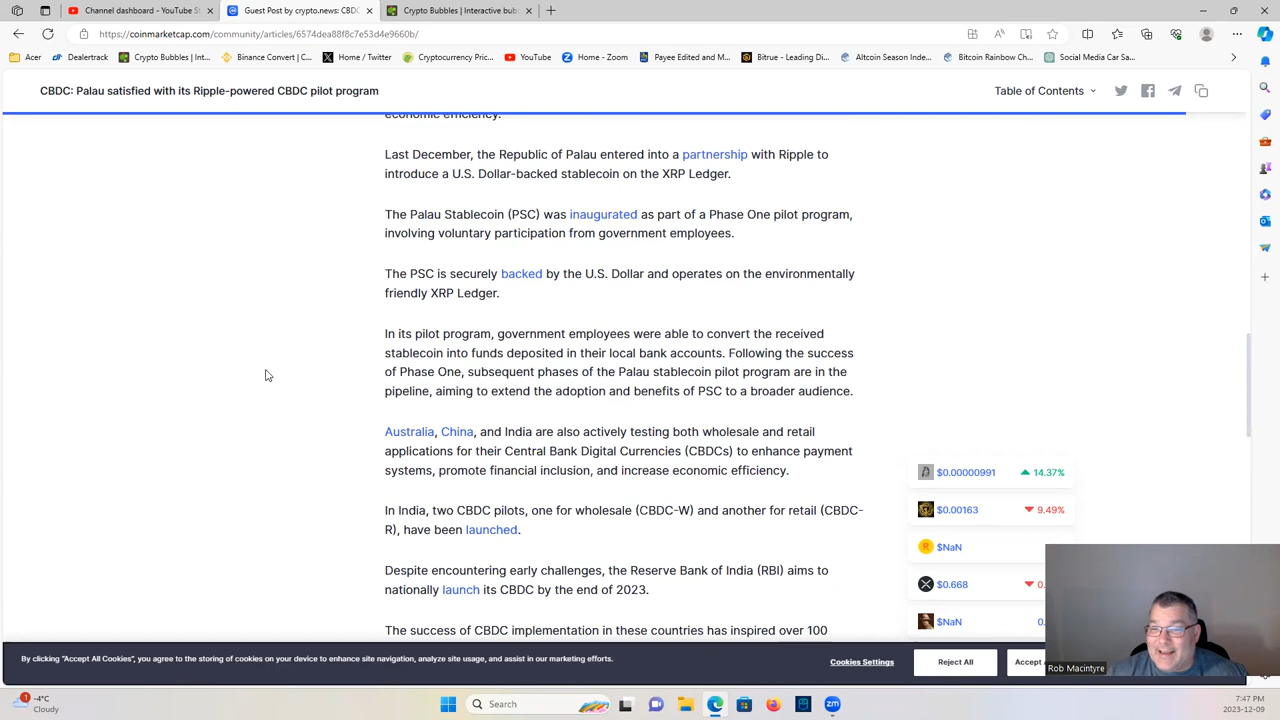 Channel dashboard - YouTube St
Guest Post by crypto.news: CBDC
Crypto Bubbles | Interactive bub
https://coinmarketcap.com/community/articles/6574dea88f8c7e53d4e9660b/
Acer
Dealertrack
Crypto Bubbles | Int...
Binance Convert | C...
Home / Twitter
Cryptocurrency Pric...
YouTube
Home - Zoom
Payee Edited and M...
Bitrue - Leading Di...
Altcoin Season Inde...
Bitcoin Rainbow Ch...
Social Media Car Sa...
CBDC: Palau satisfied with its Ripple-powered CBDC pilot program
Table of Contents
economic efficiency.
Last December, the Republic of Palau entered into a partnership with Ripple to
introduce a U.S. Dollar-backed stablecoin on the XRP Ledger.
The Palau Stablecoin (PSC) was inaugurated as part of a Phase One pilot program,
involving voluntary participation from government employees.
The PSC is securely backed by the U.S. Dollar and operates on the environmentally
friendly XRP Ledger.
In its pilot program, government employees were able to convert the received
stablecoin into funds deposited in their local bank accounts. Following the success
of Phase One, subsequent phases of the Palau stablecoin pilot program are in the
pipeline, aiming to extend the adoption and benefits of PSC to a broader audience.
Australia, China, and India are also actively testing both wholesale and retail
applications for their Central Bank Digital Currencies (CBDCs) to enhance payment
systems, promote financial inclusion, and increase economic efficiency.
In India, two CBDC pilots, one for wholesale (CBDC-W) and another for retail (CBDC-
R), have been launched.
Despite encountering early challenges, the Reserve Bank of India (RBI) aims to
nationally launch its CBDC by the end of 2023.
The success of CBDC implementation in these countries has inspired over 100
$0.00000991 14.37%
$0.00163 9.49%
$NaN
$0.668 0.
$NaN 0.
By clicking "Accept All Cookies", you agree to the storing of cookies on your device to enhance site navigation, analyze site usage, and assist in our marketing efforts.
Cookies Settings
Reject All
Accept
Rob Macintyre
1
-4°C
Cloudy
Search
zm
7:47 PM
2023-12-09